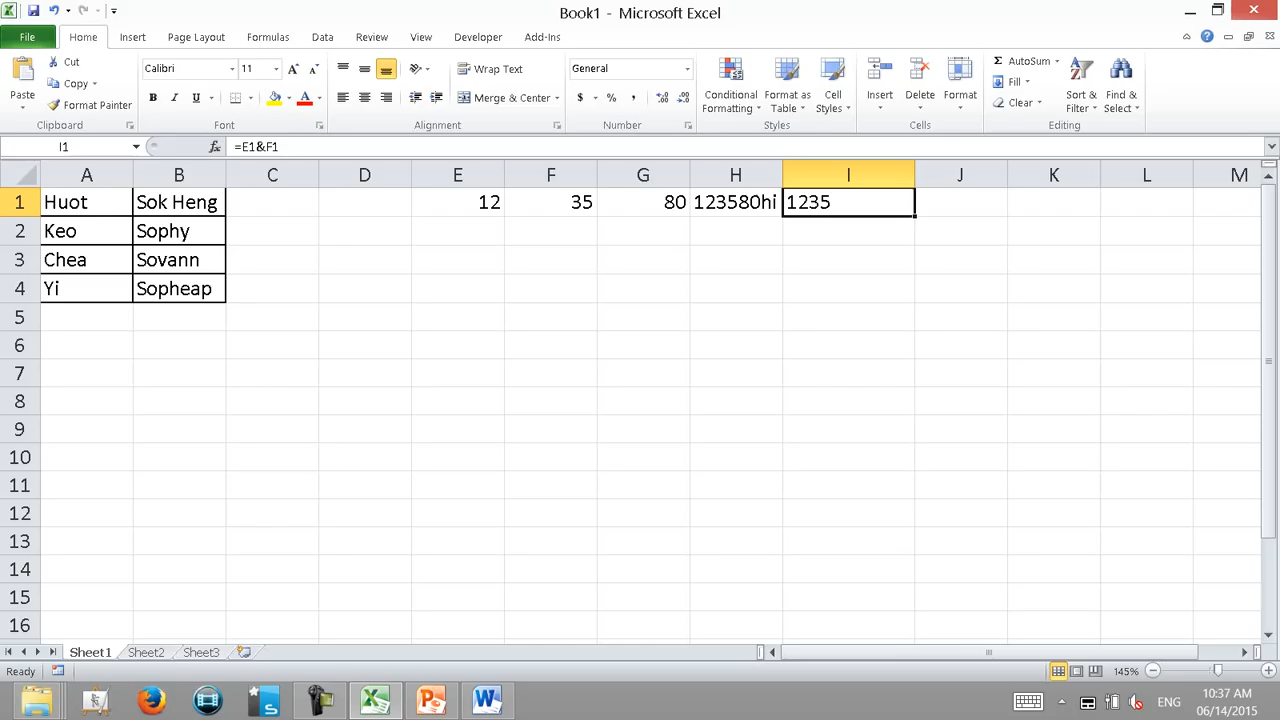 Book1 - Microsoft Excel
File Home Insert Page Layout Formulas Data Review View Developer Add-Ins
Paste Cut Copy Format Painter Clipboard
Calibri 11 A A B I U A Font
Wrap Text Merge & Center Alignment
General $ % , Number
Conditional Formatting Format as Table Cell Styles Styles
Insert Delete Format Cells
Σ AutoSum Fill Clear Sort & Filter Find & Select Editing
I1 fx =E1&F1
A B C D E F G H I J K L M
1 Huot Sok Heng 12 35 80 123580hi 1235
2 Keo Sophy
3 Chea Sovann
4 Yi Sopheap
5
6
7
8
9
10
11
12
13
14
15
16
Sheet1 Sheet2 Sheet3
Ready 145%
ENG 10:37 AM
06/14/2015